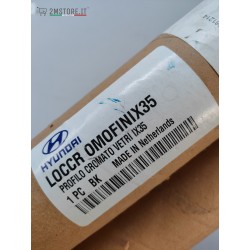 2MSTORE.IT
HYUNDAI
LOCCR OMOFINIX35
PROFILO CROMATO VETRI IX35
1 PC BK MADE IN Netherlands